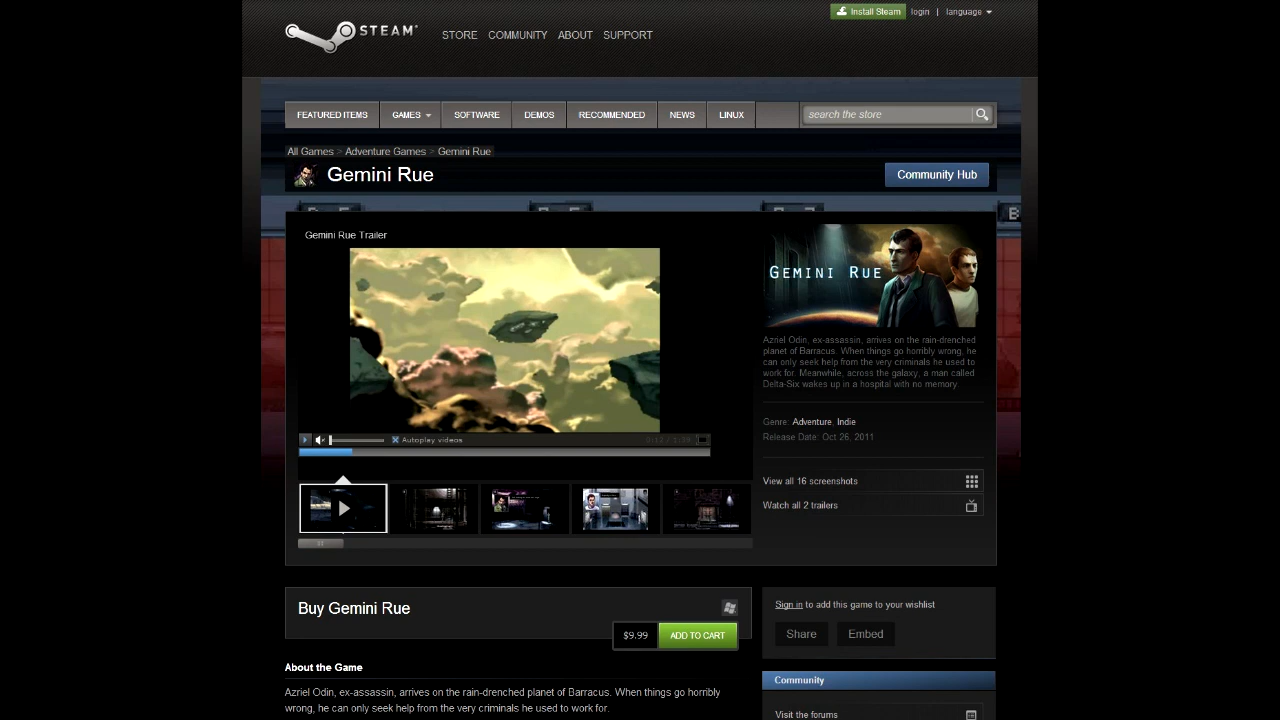 Install Steam login | language
STEAM
STORE COMMUNITY ABOUT SUPPORT
FEATURED ITEMS GAMES SOFTWARE DEMOS RECOMMENDED NEWS LINUX search the store
All Games > Adventure Games > Gemini Rue
Gemini Rue
Community Hub
Gemini Rue Trailer
GEMINI RUE
Azriel Odin, ex-assassin, arrives on the rain-drenched
planet of Barracus. When things go horribly wrong, he
can only seek help from the very criminals he used to
work for. Meanwhile, across the galaxy, a man called
Delta-Six wakes up in a hospital with no memory
Genre: Adventure, Indie
Release Date: Oct 26, 2011
Autoplay videos
View all 16 screenshots
Watch all 2 trailers
Buy Gemini Rue
$9.99 ADD TO CART
Sign in to add this game to your wishlist
Share Embed
About the Game
Azriel Odin, ex-assassin, arrives on the rain-drenched planet of Barracus. When things go horribly
wrong, he can only seek help from the very criminals he used to work for.
Community
Visit the forums